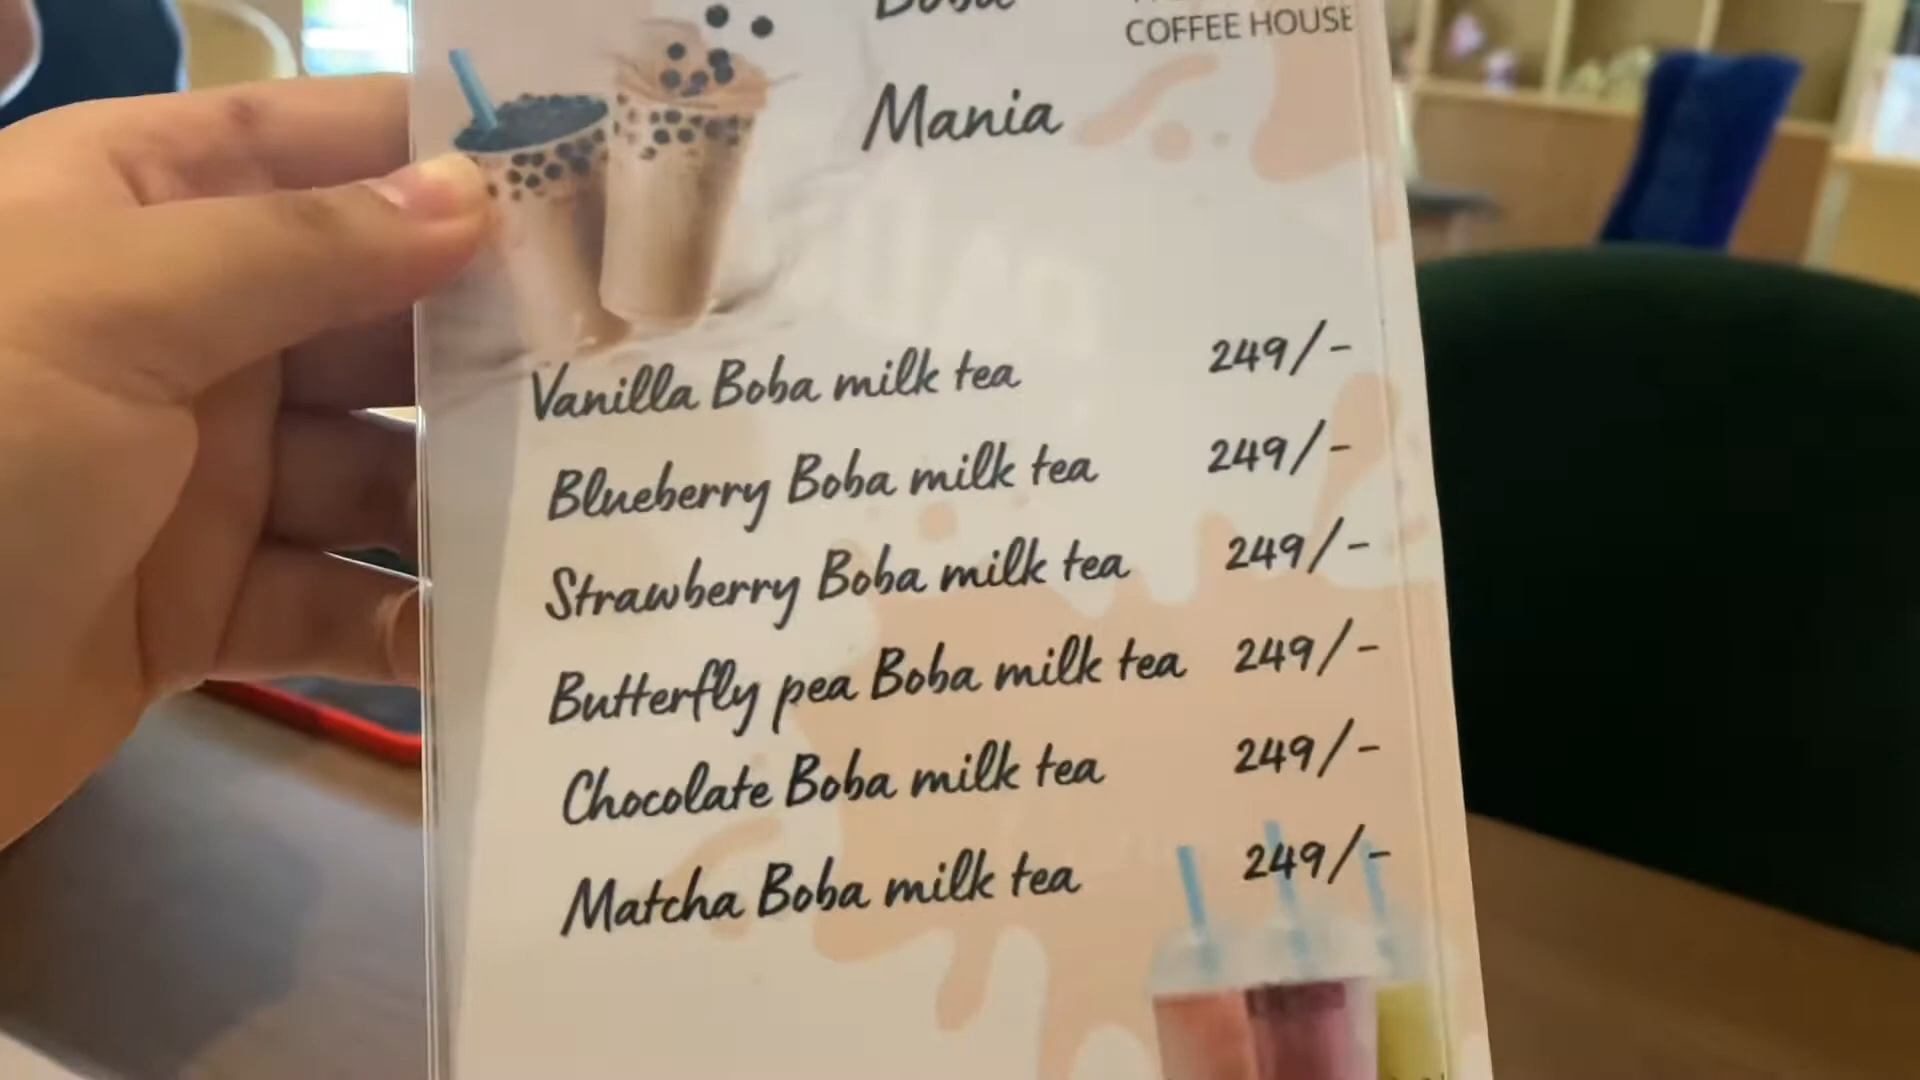 Boba
COFFEE HOUSE
Mania
Vanilla Boba milk tea 249/-
Blueberry Boba milk tea 249/-
Strawberry Boba milk tea 249/-
Butterfly pea Boba milk tea 249/-
Chocolate Boba milk tea 249/-
Matcha Boba milk tea 249/-